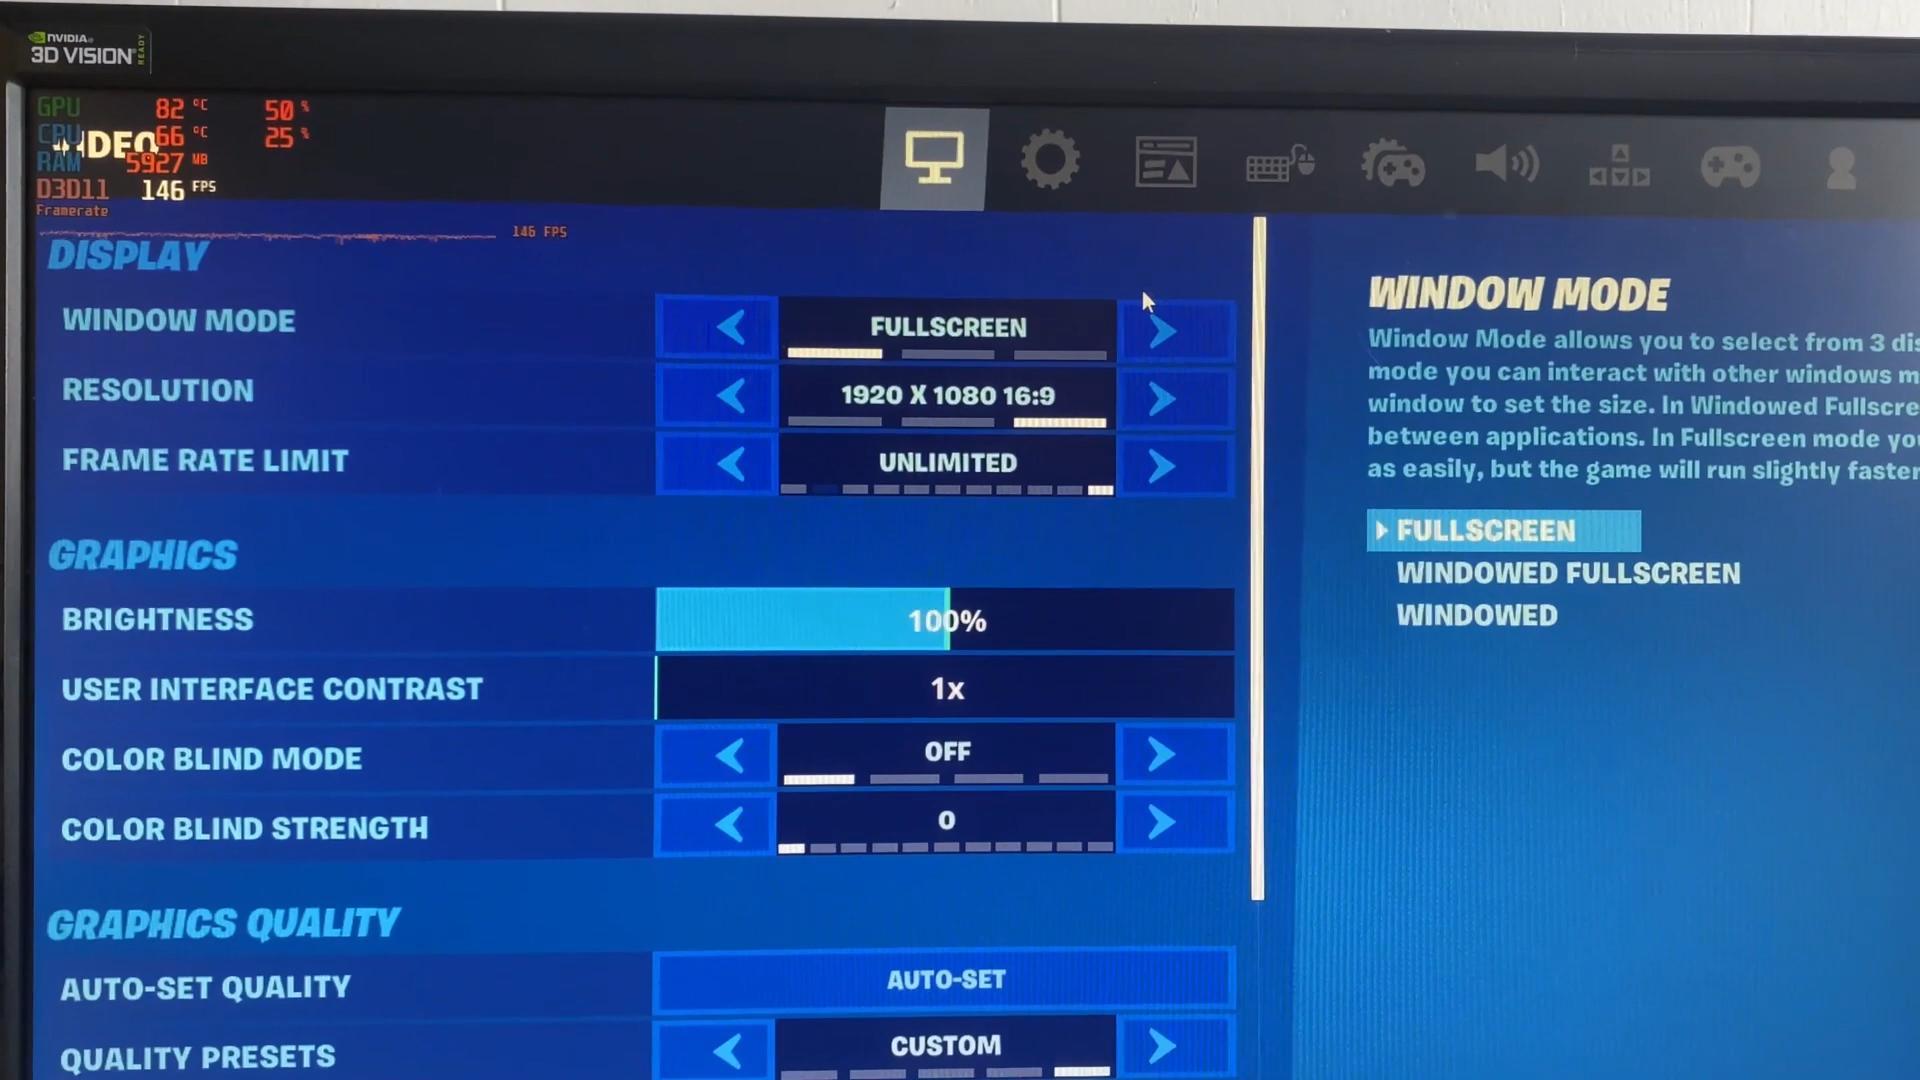 NVIDIA
3D VISION READY
GPU 82 °C 50 %
CPU 66 °C 25 %
VIDEO
RAM 5927 MB
D3D11 146 FPS
Framerate
146 FPS
DISPLAY
WINDOW MODE FULLSCREEN
RESOLUTION 1920 X 1080 16:9
FRAME RATE LIMIT UNLIMITED
GRAPHICS
BRIGHTNESS 100%
USER INTERFACE CONTRAST 1x
COLOR BLIND MODE OFF
COLOR BLIND STRENGTH 0
GRAPHICS QUALITY
AUTO-SET QUALITY AUTO-SET
QUALITY PRESETS CUSTOM
WINDOW MODE
Window Mode allows you to select from 3 dis
mode you can interact with other windows m
window to set the size. In Windowed Fullscre
between applications. In Fullscreen mode you
as easily, but the game will run slightly faster
FULLSCREEN
WINDOWED FULLSCREEN
WINDOWED